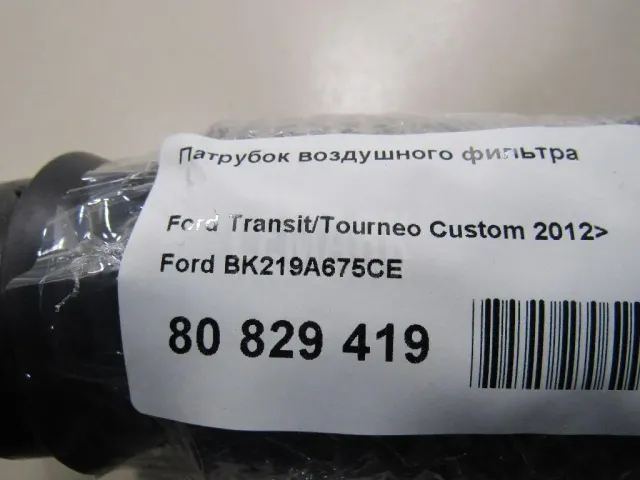 Патрубок воздушного фильтра
Ford Transit/Tourneo Custom 2012>
Ford BK219A675CE
80 829 419